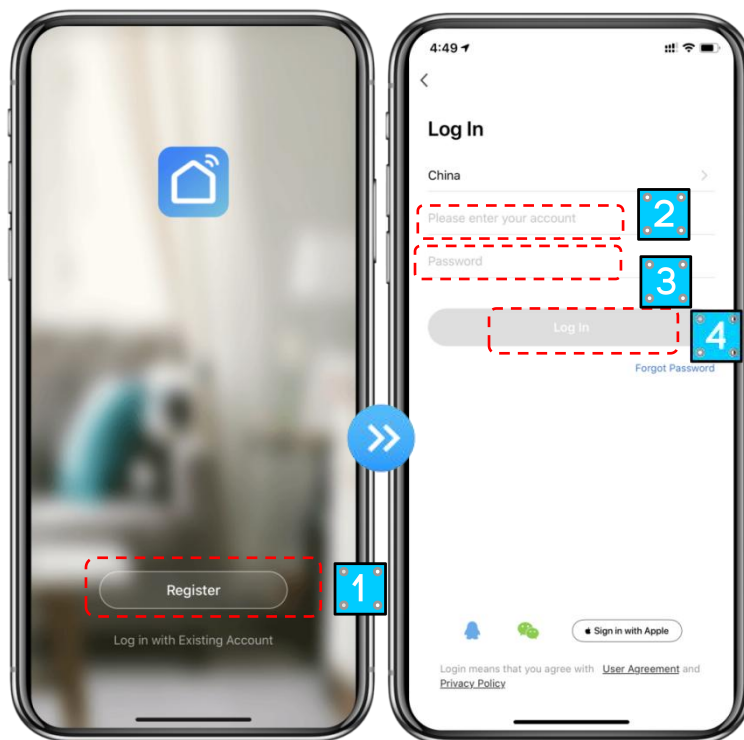 Register
1
Log in with Existing Account
4:49
Log In
China
Please enter your account
2
Password
3
Log In
4
Forgot Password
Sign in with Apple
Login means that you agree with User Agreement and
Privacy Policy